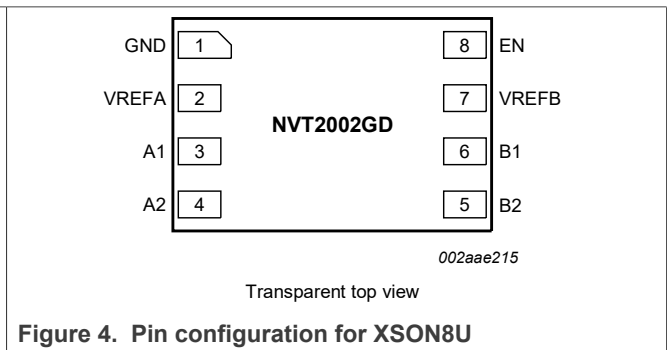 GND 1 8 EN
VREFA 2 7 VREFB
NVT2002GD
A1 3 6 B1
A2 4 5 B2
002aae215
Transparent top view
Figure 4. Pin configuration for XSON8U